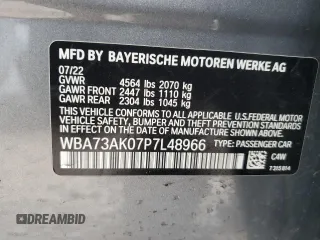 MFD BY BAYERISCHE MOTOREN WERKE AG
07/22
GVWR 4564 lbs 2070 kg
GAWR FRONT 2447 lbs 1110 kg
GAWR REAR 2304 lbs 1045 kg
THIS VEHICLE CONFORMS TO ALL APPLICABLE
U.S. FEDERAL MOTOR VEHICLE SAFETY, BUMPER,
AND THEFT PREVENTION STANDARDS IN EFFECT
ON THE DATE OF MANUFACTURE SHOWN ABOVE.
WBA73AK07P7L48966 TYPE: PASSENGER CAR
C4W
DREAMBID